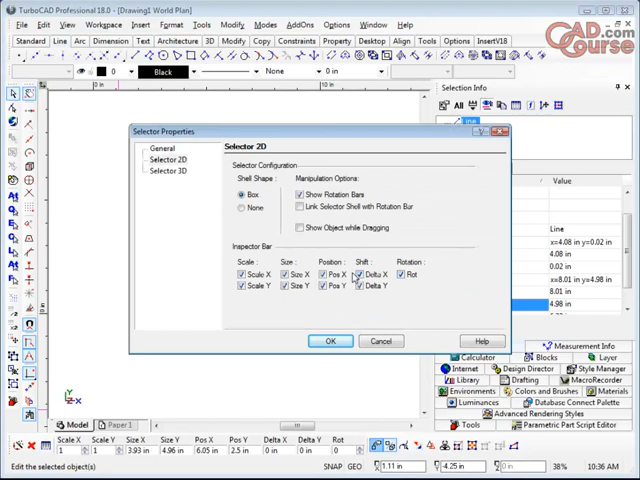 TurboCAD Professional 18.0 - [Drawing1 World Plan]
File Edit View Workspace Insert Format Tools Modes AddOns Options Window Help
CAD.com
Course
Standard Line Arch Dimension Architecture TC Draw 3D Modify Copy Constraints Property Desktop Align Tools InsertV18
0 Black None 0 in
0 in
Selection Info
All
Line
Selector Properties
General
Selector 2D
Selector 3D
Selector 2D
Selector Configuration
Shell Shape :
Manipulation Options:
Box
Show Rotation Bars
None
Link Selector Shell with Rotation Bar
Show Object while Dragging
Inspector Bar
Scale : Size : Position : Shift : Rotation :
Scale X Size X Pos X Delta X Rot
Scale Y Size Y Pos Y Delta Y
OK Cancel Help
Value
Line
x=4.08 in y=0.02 in
x=8.01 in y=4.98 in
8.01 in
4.98 in
Measurement Info
Calculator Blocks Layer
Internet Design Director Style Manager
Library Drafting MacroRecorder
Environments Colors and Brushes Materials
Luminances Database Connect Palette
Advanced Rendering Styles
Tools Parametric Part Script Editor
Y
X
Model Paper 1
Scale X Scale Y Size X Size Y Pos X Pos Y Delta X Delta Y Rot
1 1 3.93 in 4.96 in 6.05 in 2.5 in 0 in 0 in 0
Edit the selected object(s)
SNAP GEO 1.11 in -4.25 in 0 in 38% 10:36 AM